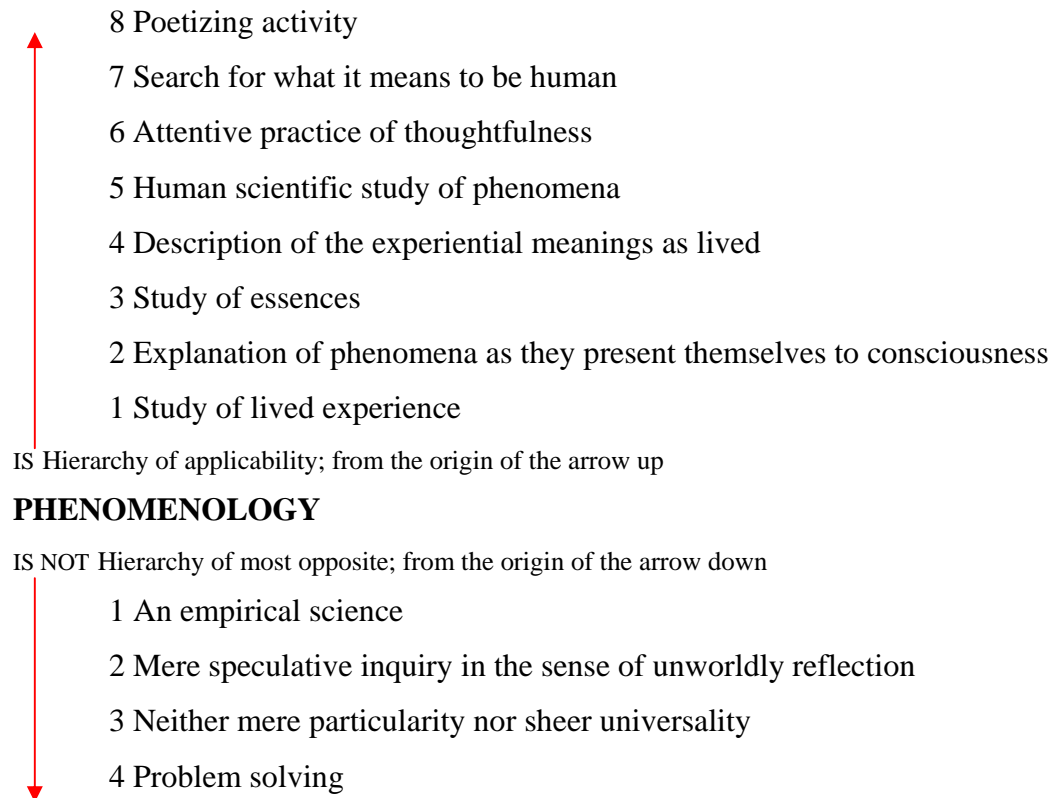 8 Poetizing activity
7 Search for what it means to be human
6 Attentive practice of thoughtfulness
5 Human scientific study of phenomena
4 Description of the experiential meanings as lived
3 Study of essences
2 Explanation of phenomena as they present themselves to consciousness
1 Study of lived experience
IS Hierarchy of applicability; from the origin of the arrow up
PHENOMENOLOGY
IS NOT Hierarchy of most opposite; from the origin of the arrow down
1 An empirical science
2 Mere speculative inquiry in the sense of unworldly reflection
3 Neither mere particularity nor sheer universality
4 Problem solving